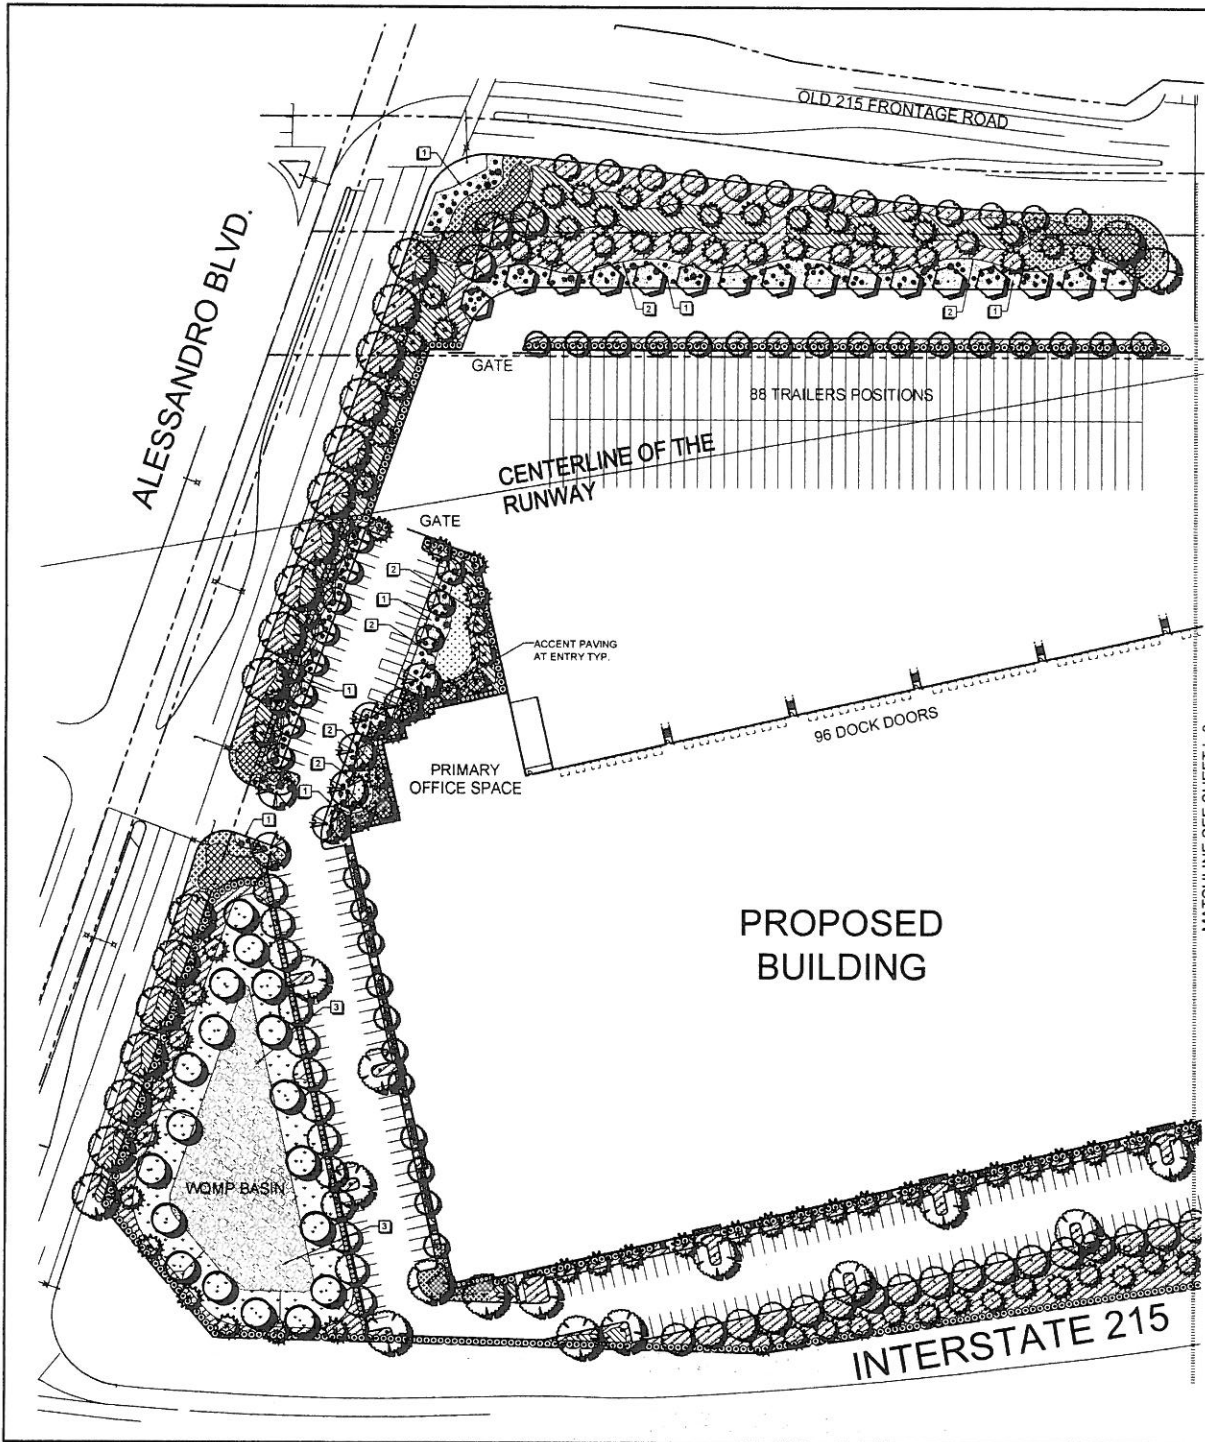 OLD 215 FRONTAGE ROAD
1
ALESSANDRO BLVD.
2
1
2
1
GATE
88 TRAILERS POSITIONS
CENTERLINE OF THE
RUNWAY
GATE
2
1
2
ACCENT PAVING
AT ENTRY TYP.
1
2
2
1
1
96 DOCK DOORS
PRIMARY
OFFICE SPACE
PROPOSED
BUILDING
3
WQMP BASIN
3
INTERSTATE 215